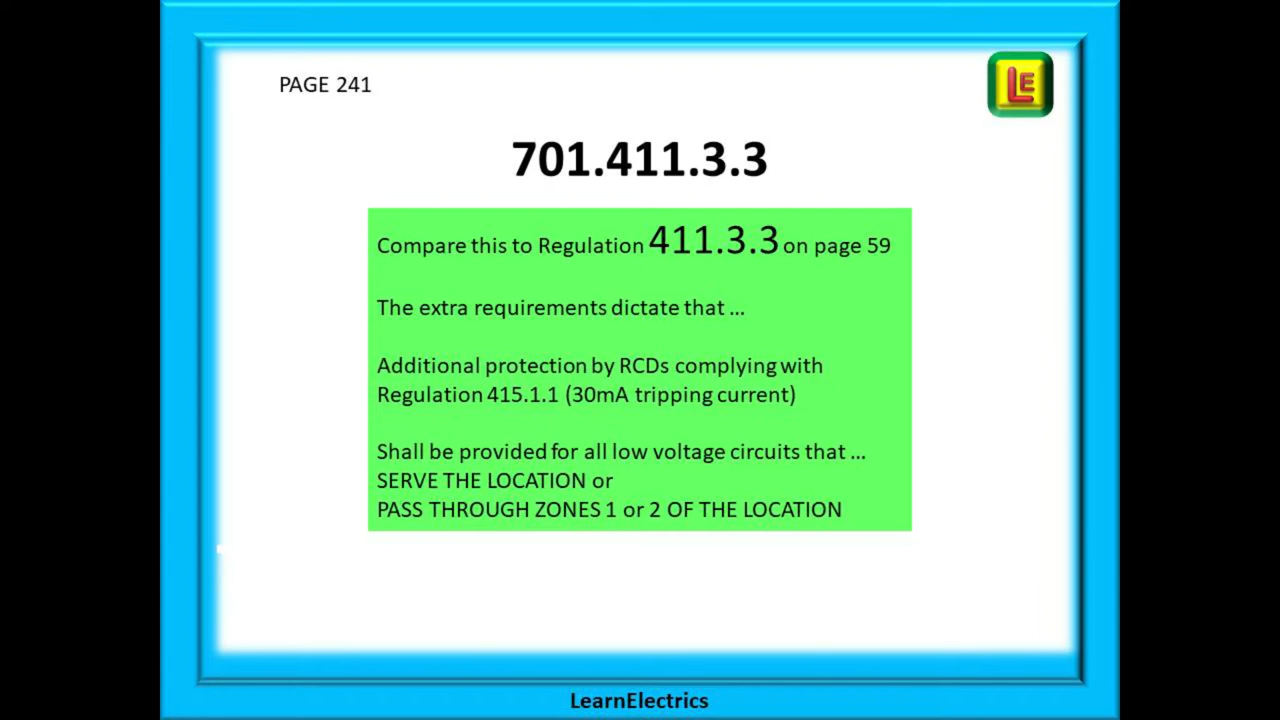 PAGE 241
LE
701.411.3.3
Compare this to Regulation 411.3.3 on page 59
The extra requirements dictate that ...
Additional protection by RCDs complying with
Regulation 415.1.1 (30mA tripping current)
Shall be provided for all low voltage circuits that ...
SERVE THE LOCATION or
PASS THROUGH ZONES 1 or 2 OF THE LOCATION
LearnElectrics